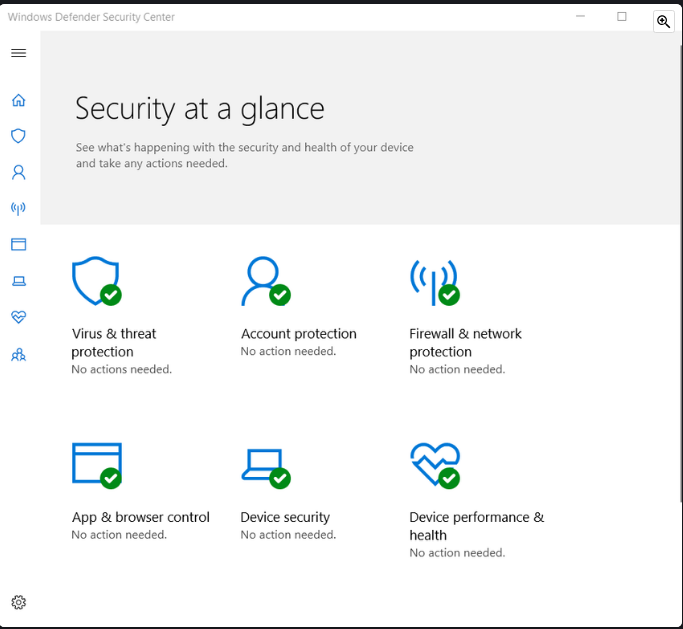 Windows Defender Security Center
Security at a glance
See what's happening with the security and health of your device
and take any actions needed.
Virus & threat
protection
No actions needed.
Account protection
No action needed.
Firewall & network
protection
No action needed.
App & browser control
No action needed.
Device security
No action needed.
Device performance &
health
No action needed.